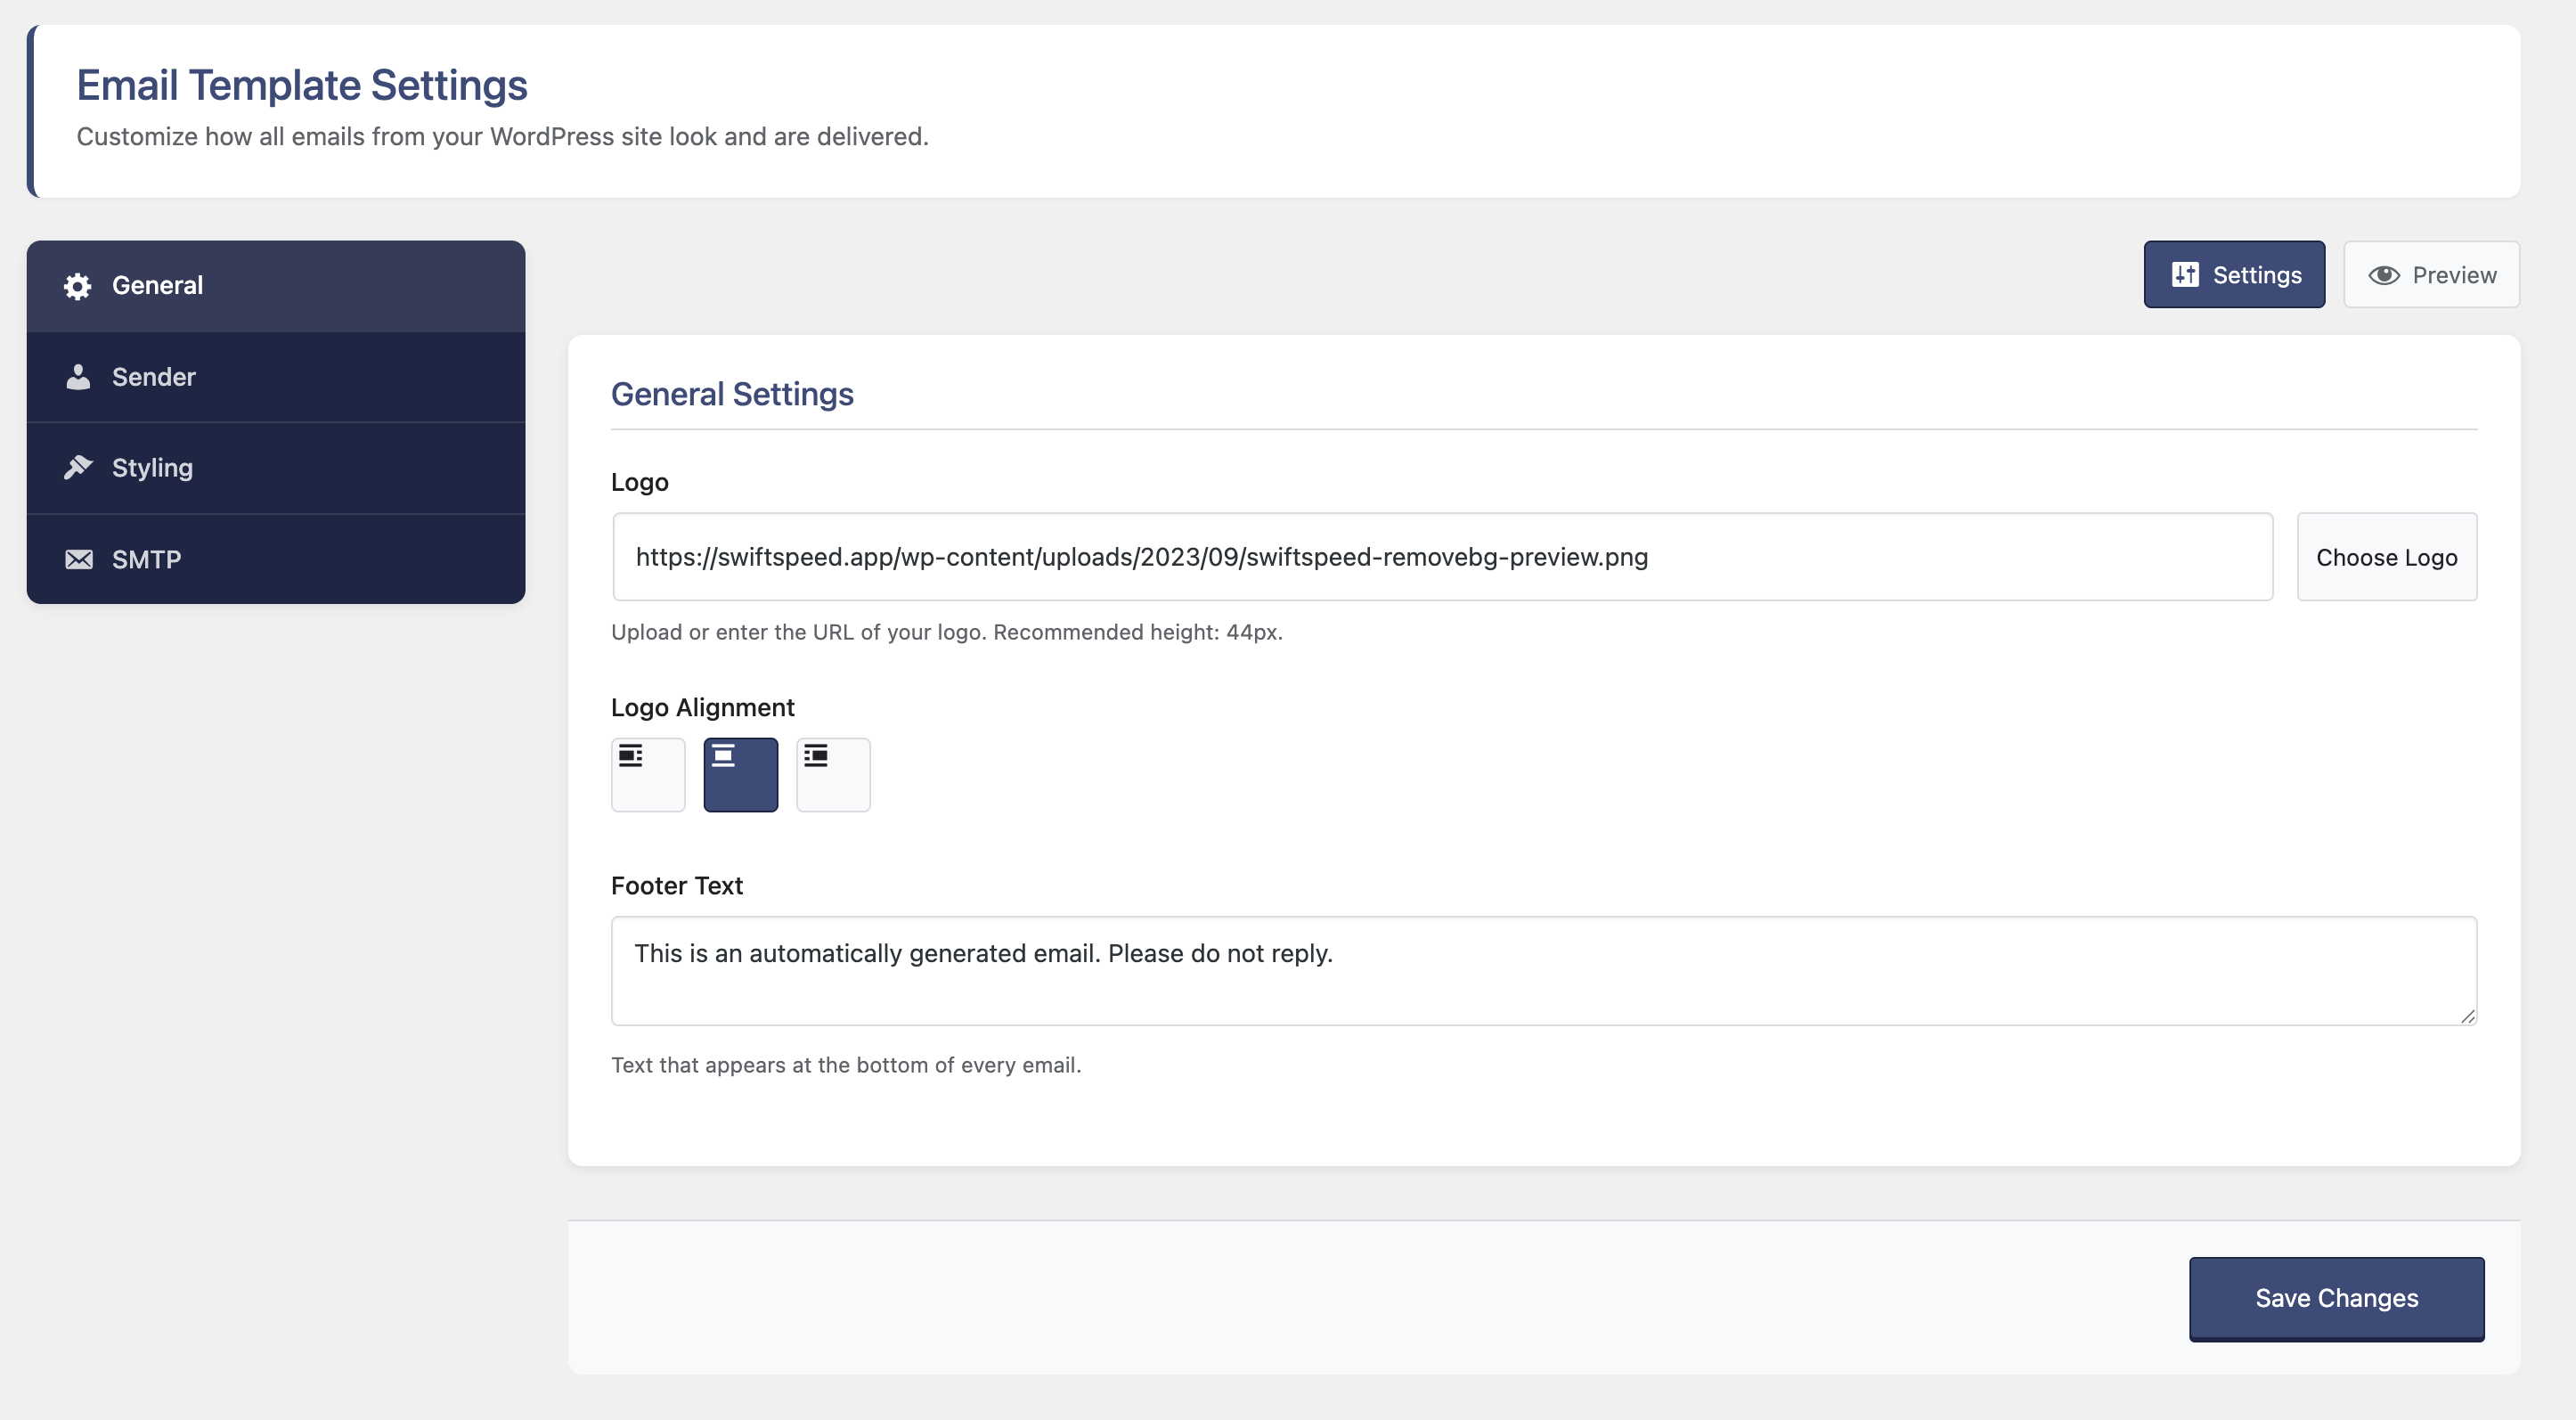 Email Template Settings
Customize how all emails from your WordPress site look and are delivered.
General
Sender
Styling
SMTP
Settings
Preview
General Settings
Logo
https://swiftspeed.app/wp-content/uploads/2023/09/swiftspeed-removebg-preview.png
Choose Logo
Upload or enter the URL of your logo. Recommended height: 44px.
Logo Alignment
Footer Text
This is an automatically generated email. Please do not reply.
Text that appears at the bottom of every email.
Save Changes